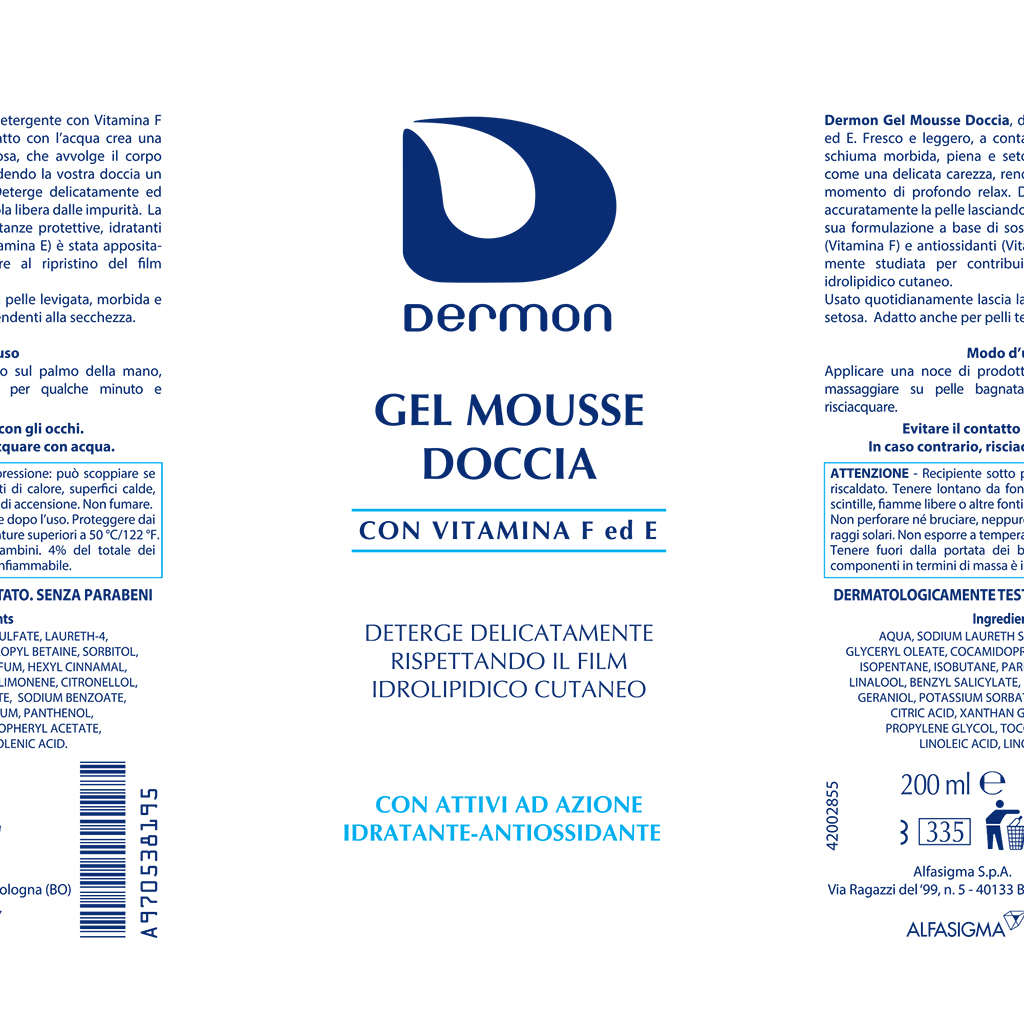 etergente con Vitamina F
atto con l'acqua crea una
osa, che avvolge il corpo
dendo la vostra doccia un
Deterge delicatamente ed
ola libera dalle impurità. La
tanze protettive, idratanti
amina E) è stata apposita-
re al ripristino del film
pelle levigata, morbida e
endenti alla secchezza.
uso
o sul palmo della mano,
per qualche minuto e
con gli occhi.
cquare con acqua.
pressione: può scoppiare se
ti di calore, superfici calde,
di accensione. Non fumare.
e dopo l'uso. Proteggere dai
ature superiori a 50 °C/122 °F.
ambini. 4% del totale dei
nfiammabile.
TATO. SENZA PARABENI
nts
ULFATE, LAURETH-4,
OPYL BETAINE, SORBITOL,
FUM, HEXYL CINNAMAL,
LIMONENE, CITRONELLOL,
TE, SODIUM BENZOATE,
UM, PANTHENOL,
OPHERYL ACETATE,
OLENIC ACID.
A970538195
ologna (BO)
Dermon
GEL MOUSSE
DOCCIA
CON VITAMINA F ed E
DETERGE DELICATAMENTE
RISPETTANDO IL FILM
IDROLIPIDICO CUTANEO
CON ATTIVI AD AZIONE
IDRATANTE-ANTIOSSIDANTE
Dermon Gel Mousse Doccia, d
ed E. Fresco e leggero, a conta
schiuma morbida, piena e seto
come una delicata carezza, rend
momento di profondo relax. D
accuratamente la pelle lasciando
sua formulazione a base di sos
(Vitamina F) e antiossidanti (Vita
mente studiata per contribui
idrolipidico cutaneo.
Usato quotidianamente lascia la
setosa. Adatto anche per pelli te
Modo d'u
Applicare una noce di prodott
massaggiare su pelle bagnata
risciacquare.
Evitare il contatto
In caso contrario, risciac
ATTENZIONE - Recipiente sotto p
riscaldato. Tenere lontano da fon
scintille, fiamme libere o altre fonti
Non perforare né bruciare, neppure
raggi solari. Non esporre a tempera
Tenere fuori dalla portata dei b
componenti in termini di massa è i
DERMATOLOGICAMENTE TEST
Ingredien
AQUA, SODIUM LAURETH S
GLYCERYL OLEATE, COCAMIDOPR
ISOPENTANE, ISOBUTANE, PAR
LINALOOL, BENZYL SALICYLATE,
GERANIOL, POTASSIUM SORBAT
CITRIC ACID, XANTHAN G
PROPYLENE GLYCOL, TOCO
LINOLEIC ACID, LINO
42002855
200 ml ℮
335
Alfasigma S.p.A.
Via Ragazzi del '99, n. 5 - 40133 B
ALFASIGMA